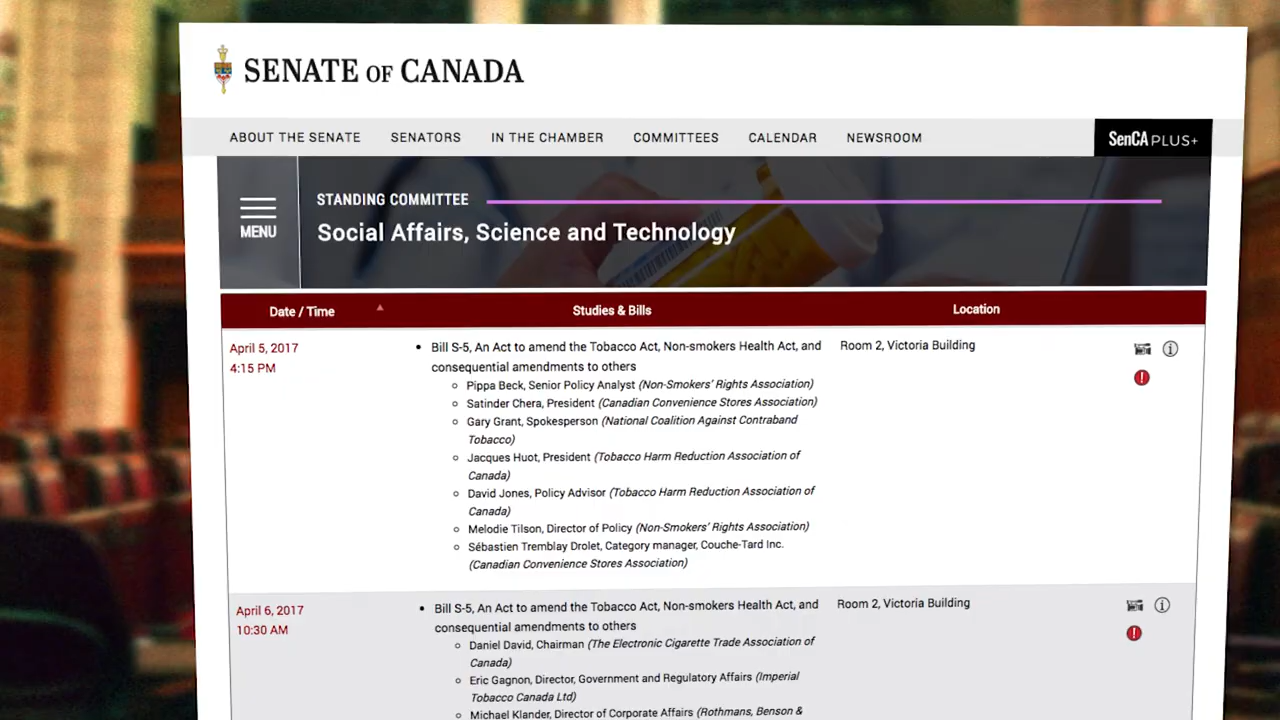 SENATE OF CANADA
ABOUT THE SENATE SENATORS IN THE CHAMBER COMMITTEES CALENDAR NEWSROOM SenCA PLUS+
MENU
STANDING COMMITTEE
Social Affairs, Science and Technology
Date / Time Studies & Bills Location
April 5, 2017
4:15 PM
Bill S-5, An Act to amend the Tobacco Act, Non-smokers Health Act, and
consequential amendments to others
Room 2, Victoria Building
Pippa Beck, Senior Policy Analyst (Non-Smokers' Rights Association)
Satinder Chera, President (Canadian Convenience Stores Association)
Gary Grant, Spokesperson (National Coalition Against Contraband
Tobacco)
Jacques Huot, President (Tobacco Harm Reduction Association of
Canada)
David Jones, Policy Advisor (Tobacco Harm Reduction Association of
Canada)
Melodie Tilson, Director of Policy (Non-Smokers' Rights Association)
Sébastien Tremblay Drolet, Category manager, Couche-Tard Inc.
(Canadian Convenience Stores Association)
April 6, 2017
10:30 AM
Bill S-5, An Act to amend the Tobacco Act, Non-smokers Health Act, and
consequential amendments to others
Room 2, Victoria Building
Daniel David, Chairman (The Electronic Cigarette Trade Association of
Canada)
Eric Gagnon, Director, Government and Regulatory Affairs (Imperial
Tobacco Canada Ltd)
Michael Klander, Director of Corporate Affairs (Rothmans, Benson &